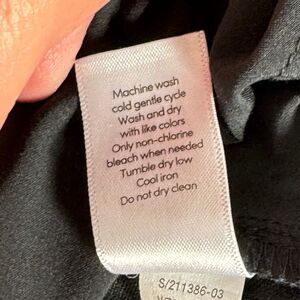 Machine wash
cold gentle cycle
Wash and dry
with like colors
Only non-chlorine
bleach when needed
Tumble dry low
Cool iron
Do not dry clean
S/211386-03